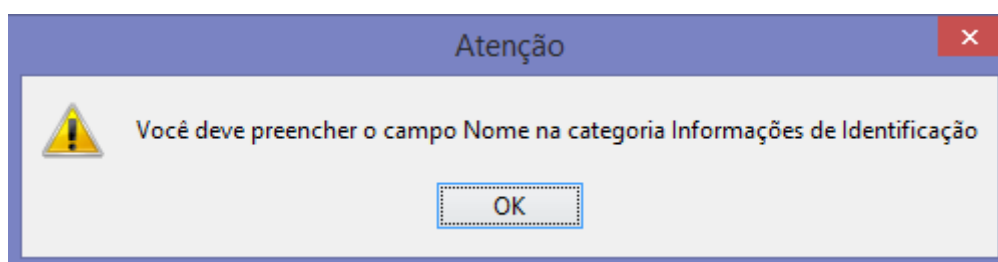 Atenção
Você deve preencher o campo Nome na categoria Informações de Identificação
OK